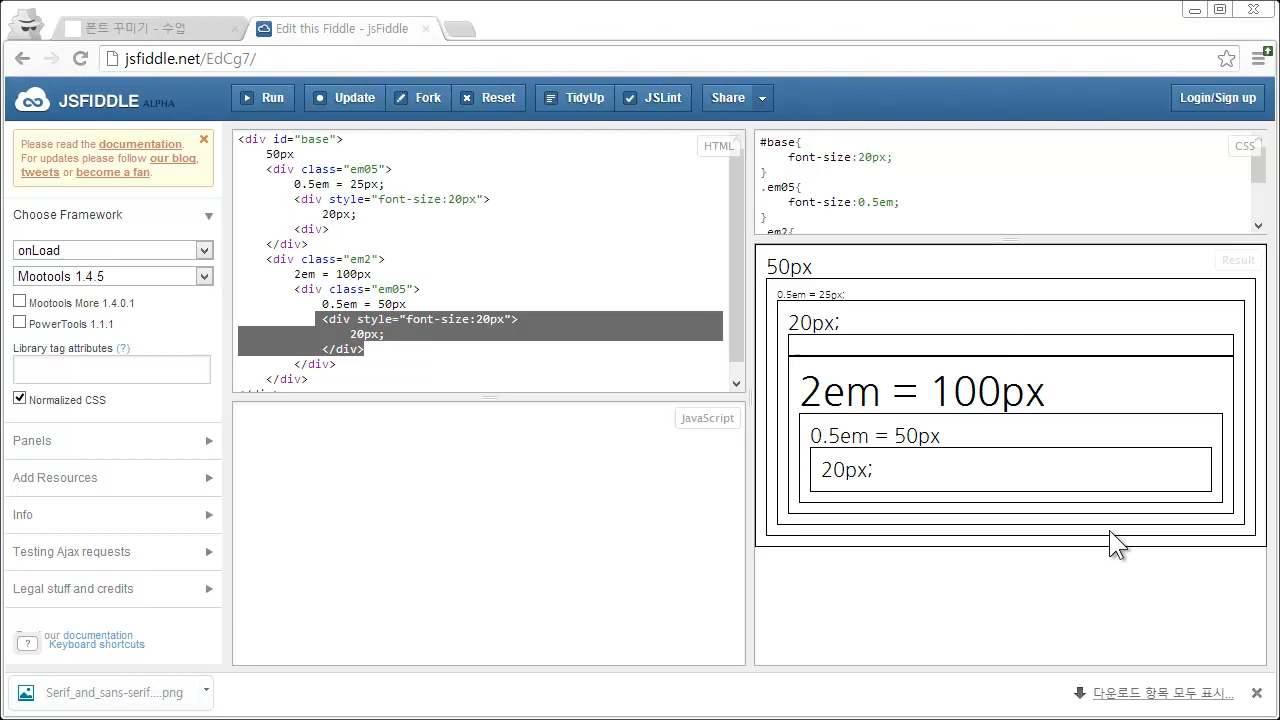 폰트 꾸미기 - 수업
Edit this Fiddle - jsFiddle
jsfiddle.net/EdCg7/
JSFIDDLE ALPHA
Run
Update
Fork
Reset
TidyUp
JSLint
Share
Login/Sign up
Please read the documentation.
For updates please follow our blog,
tweets or become a fan.
Choose Framework
onLoad
Mootools 1.4.5
Mootools More 1.4.0.1
PowerTools 1.1.1
Library tag attributes (?)
Normalized CSS
Panels
Add Resources
Info
Testing Ajax requests
Legal stuff and credits
our documentation
? Keyboard shortcuts
HTML
<div id="base">
50px
<div class="em05">
0.5em = 25px;
<div style="font-size:20px">
20px;
<div>
</div>
<div class="em2">
2em = 100px
<div class="em05">
0.5em = 50px
<div style="font-size:20px">
20px;
</div>
</div>
</div>
JavaScript
CSS
#base{
font-size:20px;
}
.em05{
font-size:0.5em;
}
.em2{
Result
50px
0.5em = 25px;
20px;
2em = 100px
0.5em = 50px
20px;
Serif_and_sans-serif....png
다운로드 항목 모두 표시...